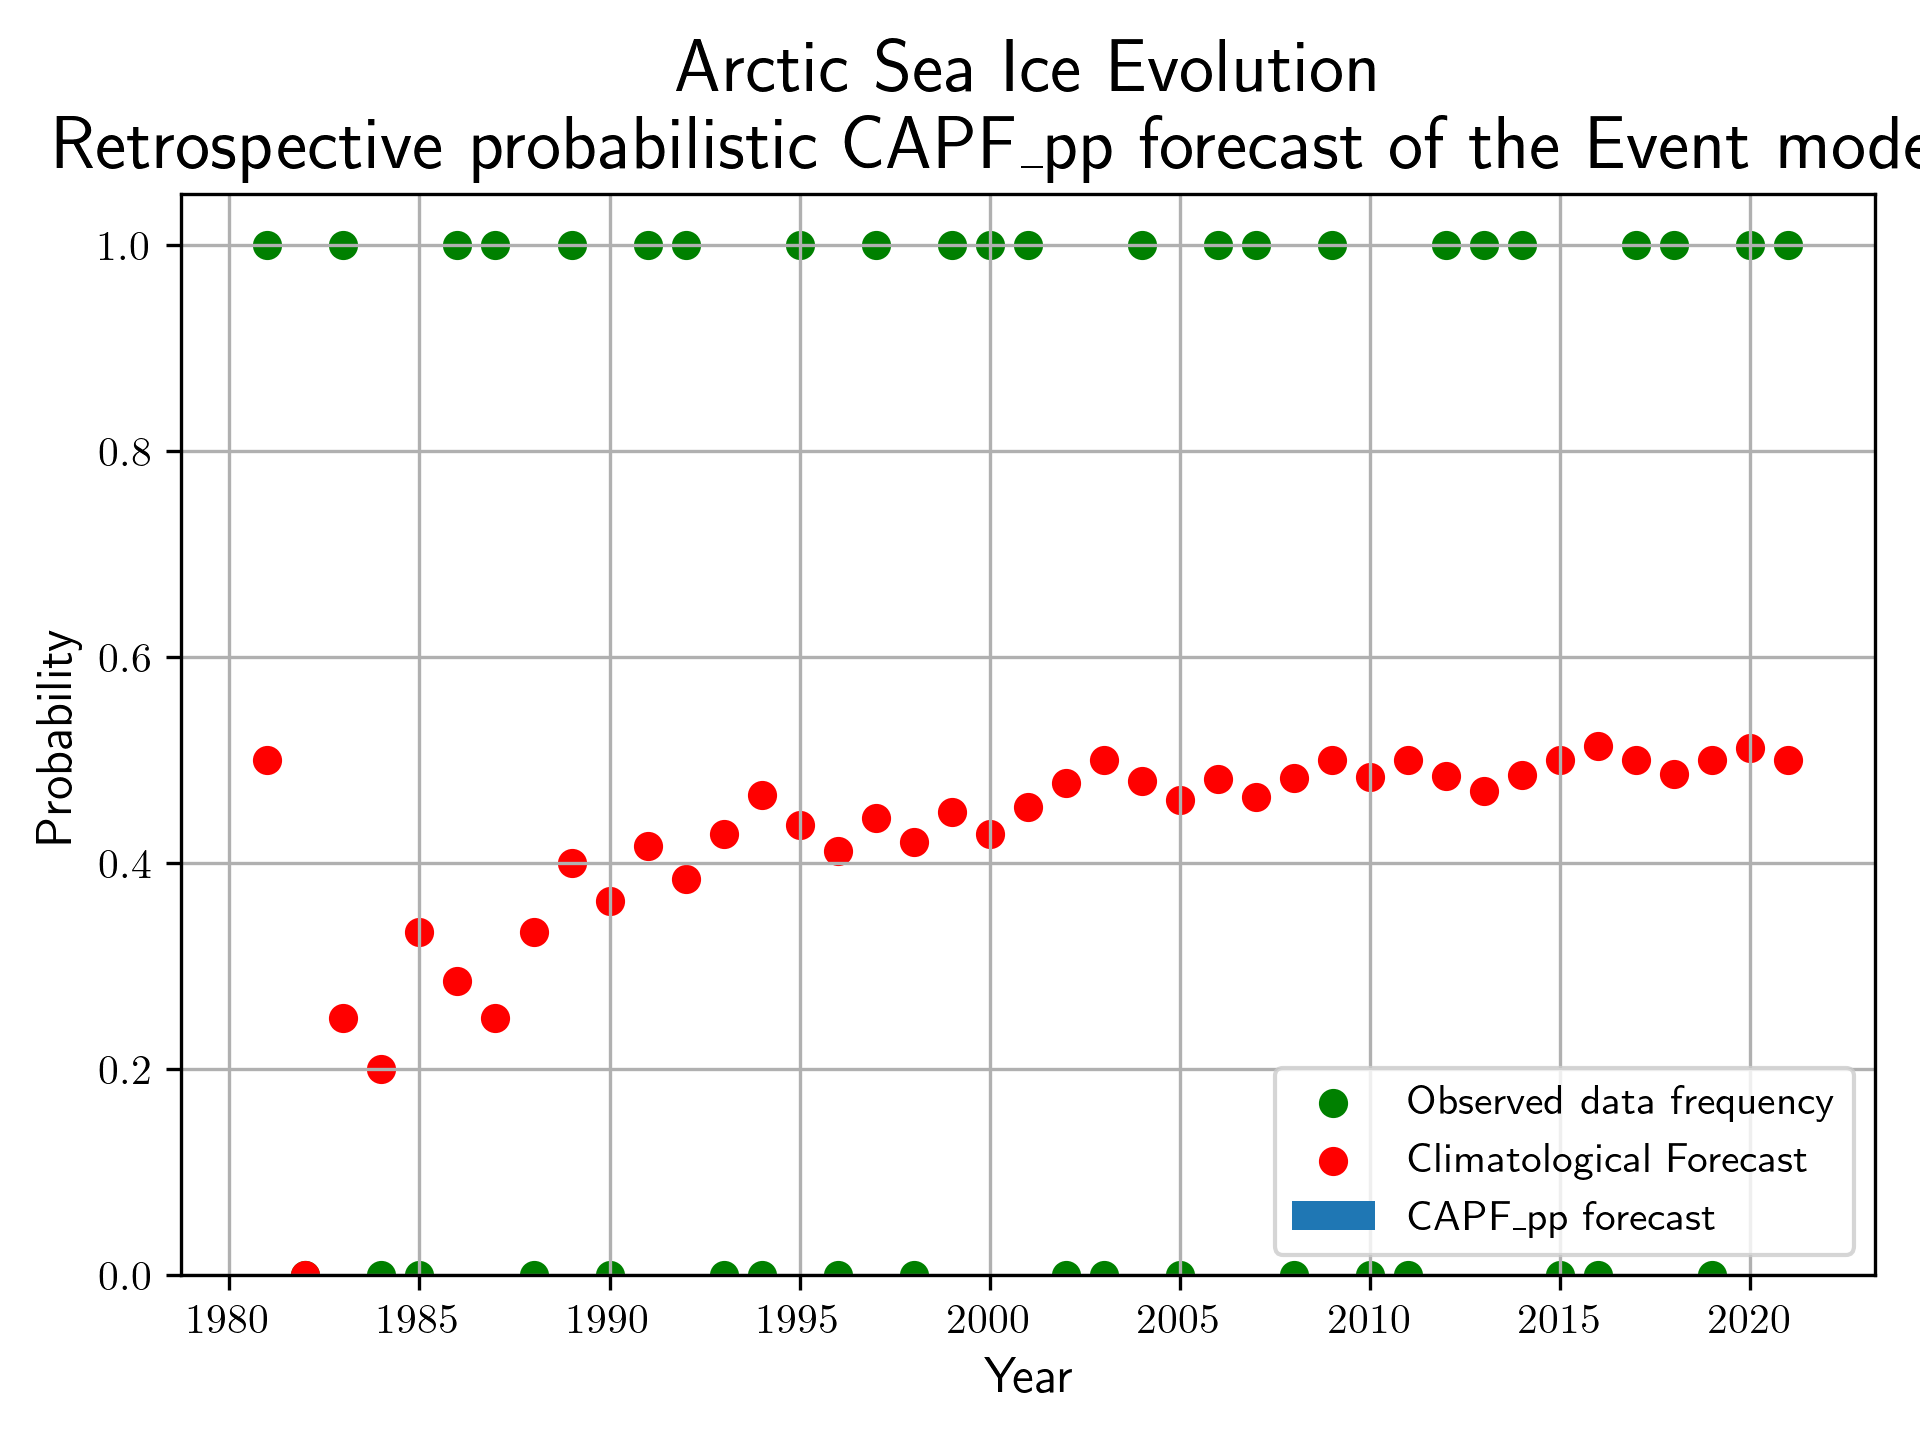 Arctic Sea Ice Evolution
Retrospective probabilistic CAPF_pp forecast of the Event mode
1.0
0.8
0.6
0.4
0.2
0.0
Probability
Observed data frequency
Climatological Forecast
CAPF_pp forecast
1980 1985 1990 1995 2000 2005 2010 2015 2020
Year